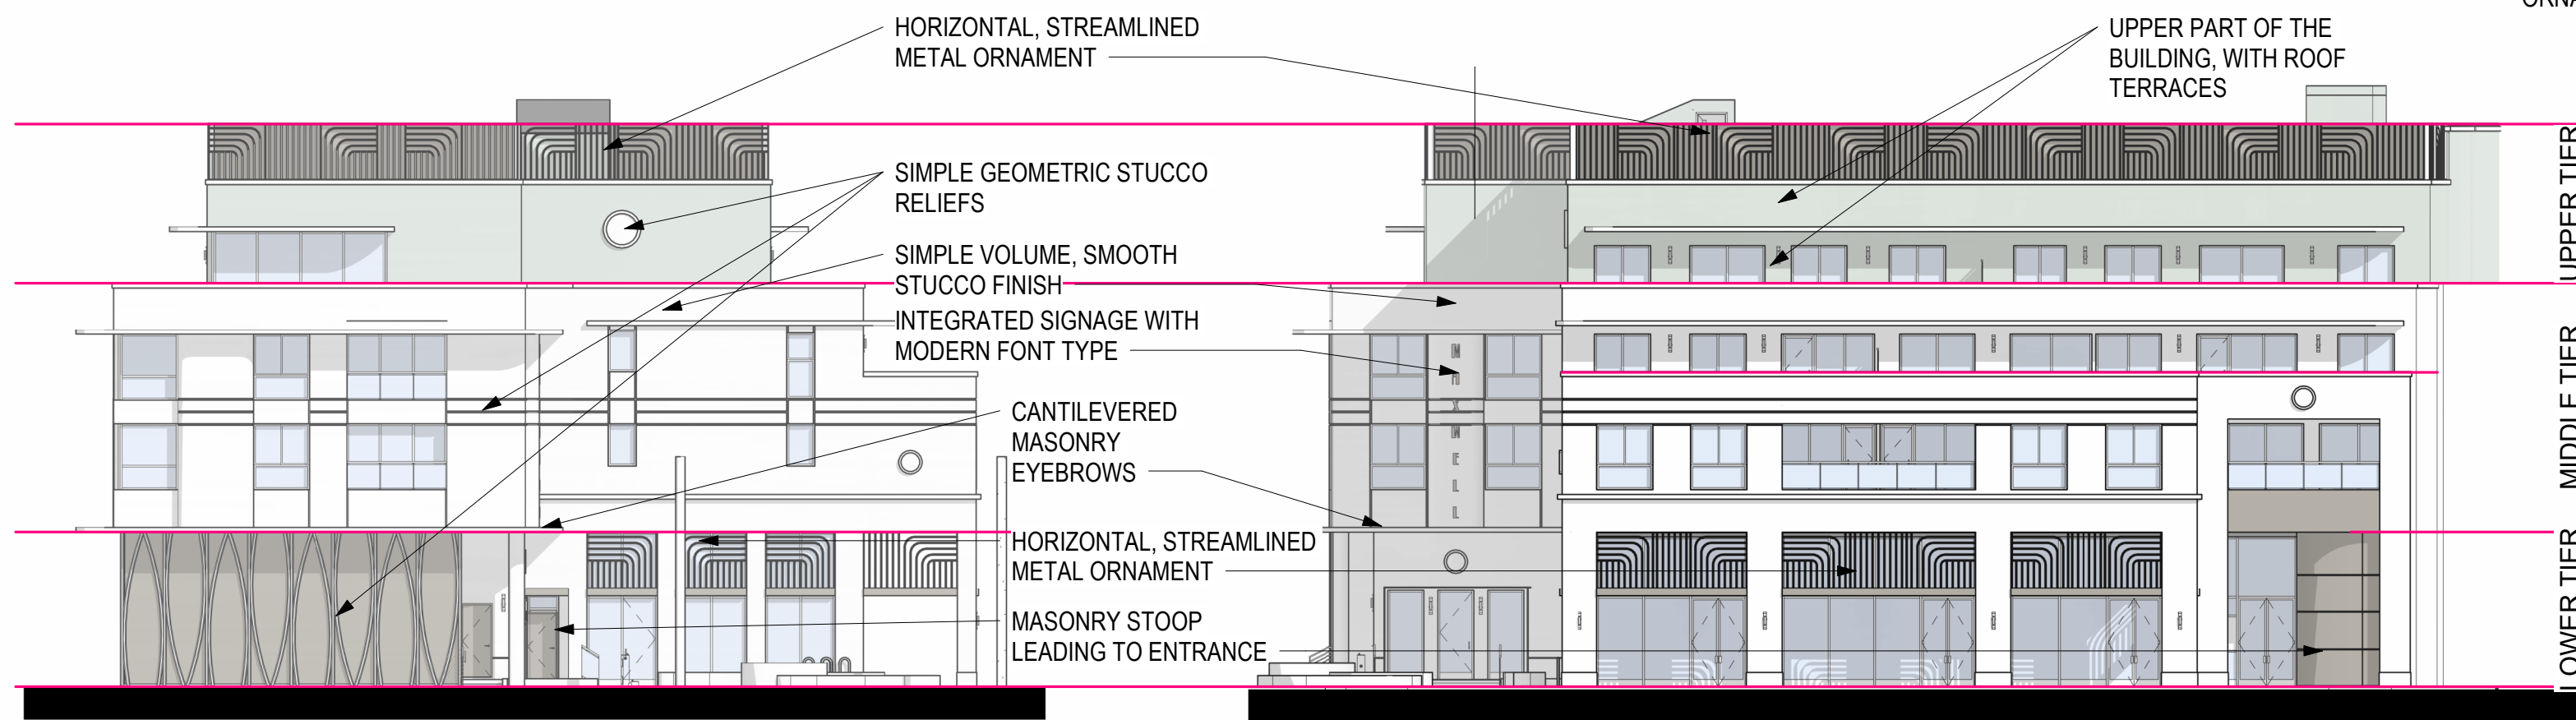 ORNA
HORIZONTAL, STREAMLINED
METAL ORNAMENT
UPPER PART OF THE
BUILDING, WITH ROOF
TERRACES
SIMPLE GEOMETRIC STUCCO
RELIEFS
SIMPLE VOLUME, SMOOTH
STUCCO FINISH
INTEGRATED SIGNAGE WITH
MODERN FONT TYPE
CANTILEVERED
MASONRY
EYEBROWS
HORIZONTAL, STREAMLINED
METAL ORNAMENT
MASONRY STOOP
LEADING TO ENTRANCE
MAXWELL
UPPER TIER
MIDDLE TIER
LOWER TIER